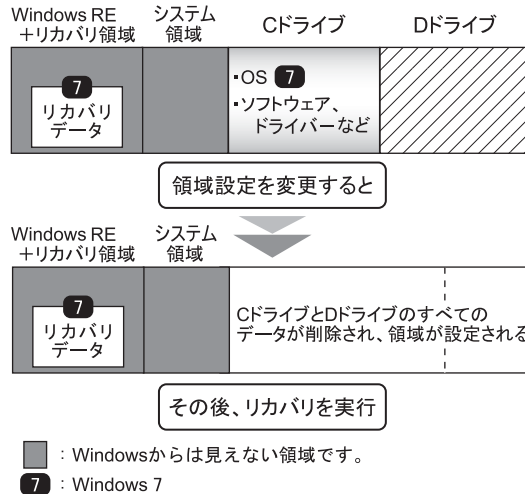 Windows RE
+リカバリ領域
システム
領域
Cドライブ
Dドライブ
7
リカバリ
データ
▪OS 7
▪ソフトウェア、
ドライバーなど
領域設定を変更すると
Windows RE
+リカバリ領域
システム
領域
7
リカバリ
データ
CドライブとDドライブのすべての
データが削除され、領域が設定される
その後、リカバリを実行
：Windowsからは見えない領域です。
7 ：Windows 7